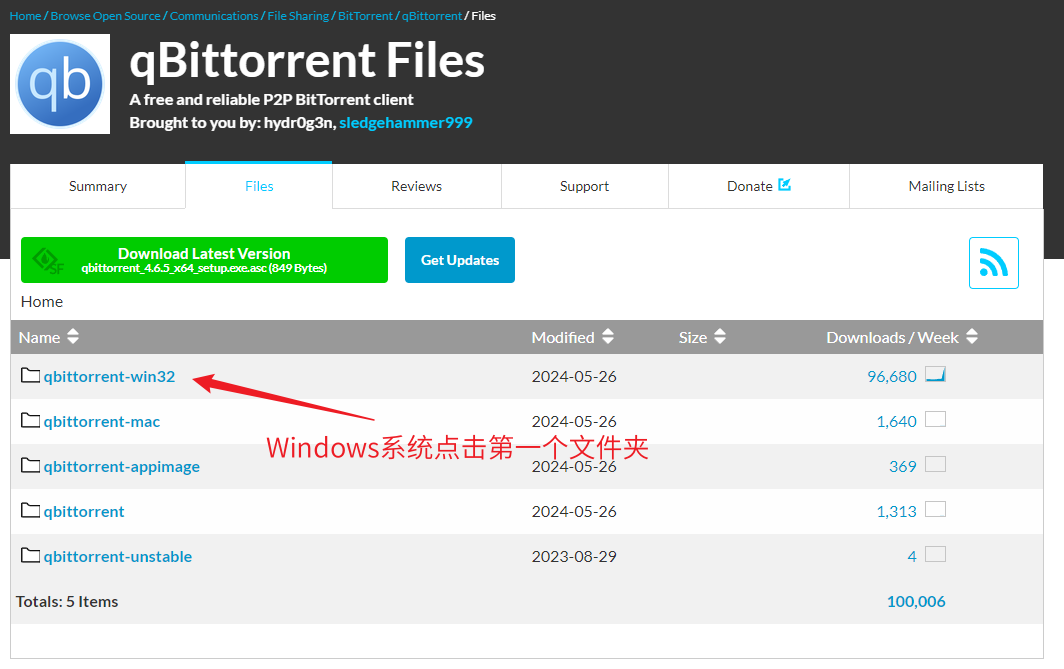 Home / Browse Open Source / Communications / File Sharing / BitTorrent / qBittorrent / Files
qb
qBittorrent Files
A free and reliable P2P BitTorrent client
Brought to you by: hydr0g3n, sledgehammer999
Summary Files Reviews Support Donate Mailing Lists
SF
Download Latest Version
qbittorrent_4.6.5_x64_setup.exe.asc (849 Bytes)
Get Updates
Home
Name Modified Size Downloads / Week
qbittorrent-win32 2024-05-26 96,680
qbittorrent-mac 2024-05-26 1,640
Windows系统点击第一个文件夹
qbittorrent-appimage 2024-05-26 369
qbittorrent 2024-05-26 1,313
qbittorrent-unstable 2023-08-29 4
Totals: 5 Items 100,006